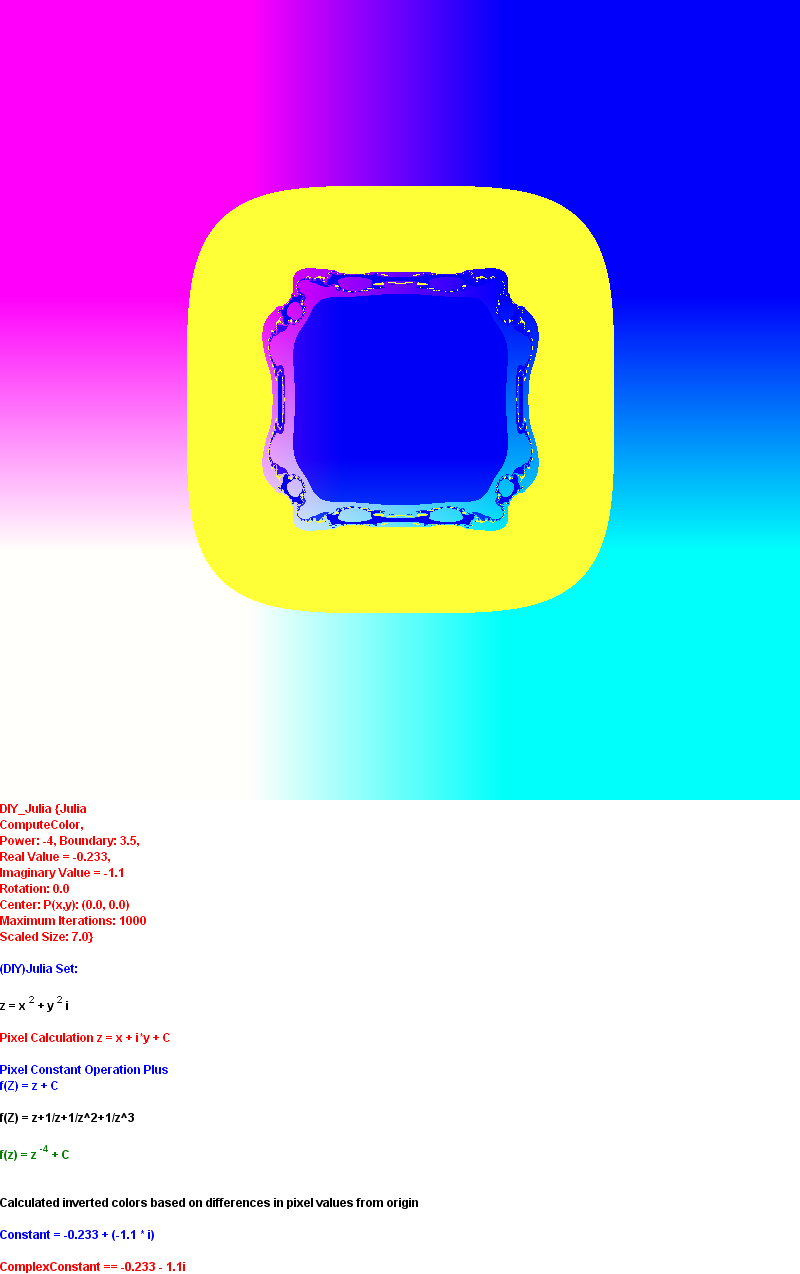 DIY_Julia {Julia
ComputeColor,
Power: -4, Boundary: 3.5,
Real Value = -0.233,
Imaginary Value = -1.1
Rotation: 0.0
Center: P(x,y): (0.0, 0.0)
Maximum Iterations: 1000
Scaled Size: 7.0}
(DIY)Julia Set:
z = x ² + y ² i
Pixel Calculation z = x + i*y + C
Pixel Constant Operation Plus
f(Z) = z + C
f(Z) = z+1/z+1/z^2+1/z^3
f(z) = z ⁻⁴ + C
Calculated inverted colors based on differences in pixel values from origin
Constant = -0.233 + (-1.1 * i)
ComplexConstant == -0.233 - 1.1i